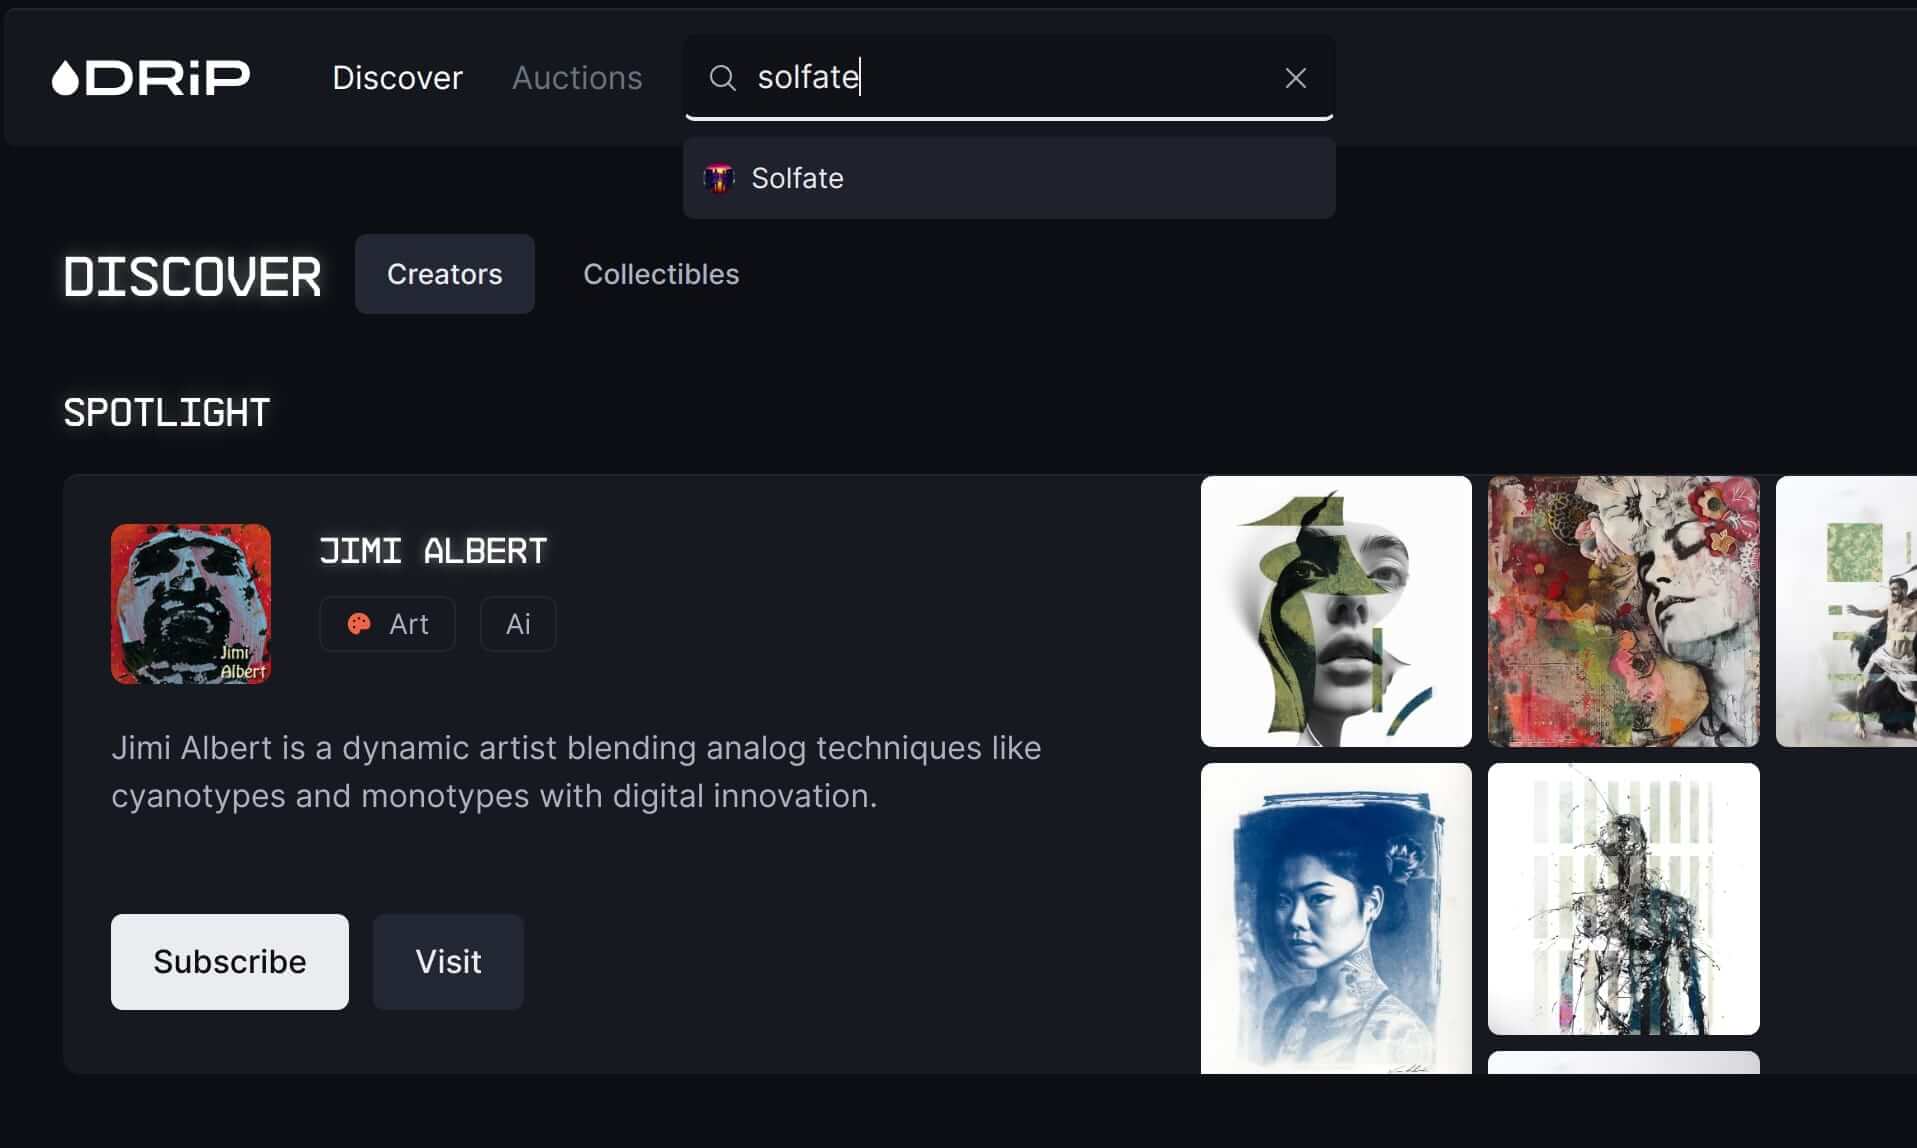 DRiP
Discover
Auctions
solfate
Solfate
DISCOVER
Creators
Collectibles
SPOTLIGHT
Jimi
Albert
JIMI ALBERT
Art
Ai
Jimi Albert is a dynamic artist blending analog techniques like
cyanotypes and monotypes with digital innovation.
Subscribe
Visit